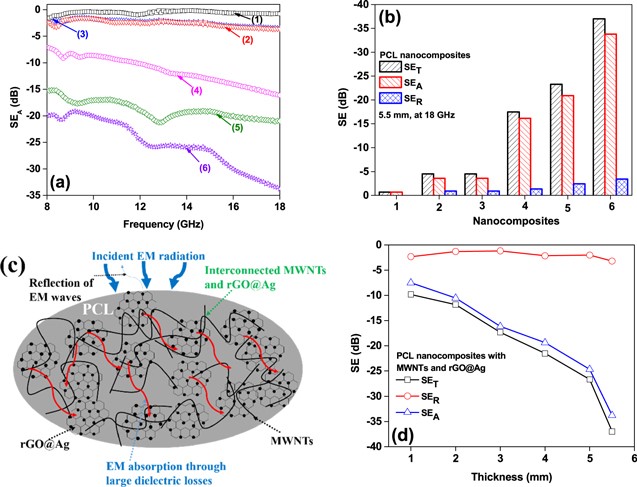 0
-5
-10
-15
-20
-25
-30
-35
SE_A (dB)
(1)
(3)
(2)
(4)
(5)
(6)
(a)
8
10
12
14
16
18
Frequency (GHz)
(b)
-40
-35
-30
-25
-20
-15
-10
-5
0
SE (dB)
PCL nanocomposites
SE_T
SE_A
SE_R
5.5 mm, at 18 GHz
1
2
3
4
5
6
Nanocomposites
(c)
Incident EM radiation
Reflection of
EM waves
PCL
Interconnected MWNTs
and rGO@Ag
rGO@Ag
MWNTs
EM absorption through
large dielectric losses
0
-5
-10
-15
-20
-25
-30
-35
-40
SE (dB)
PCL nanocomposites with
MWNTs and rGO@Ag
SE_T
SE_R
SE_A
(d)
1
2
3
4
5
6
Thickness (mm)